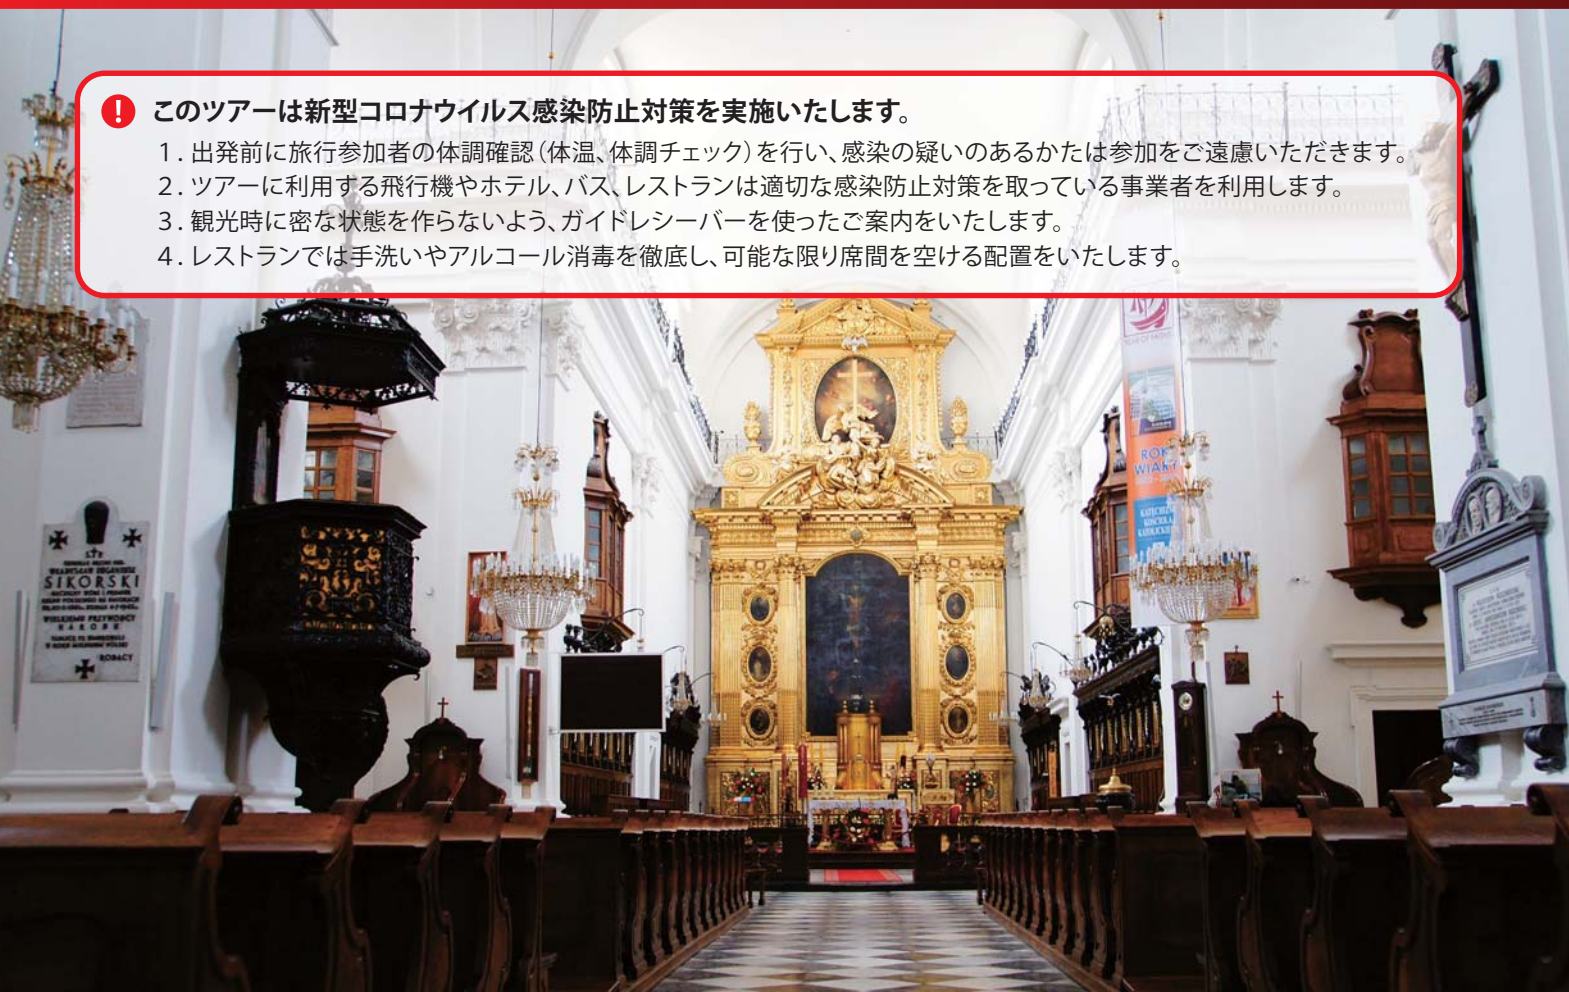 このツアーは新型コロナウイルス感染防止対策を実施いたします。
1．出発前に旅行参加者の体調確認（体温、体調チェック）を行い、感染の疑いのあるかたは参加をご遠慮いただきます。
2．ツアーに利用する飛行機やホテル、バス、レストランは適切な感染防止対策を取っている事業者を利用します。
3．観光時に密な状態を作らないよう、ガイドレシーバーを使ったご案内をいたします。
4．レストランでは手洗いやアルコール消毒を徹底し、可能な限り席間を空ける配置をいたします。
ROK
WIARY
KATECHIZM
KOŚCIOŁA
KATOLICKIEGO
SIKORSKI
WIELKIEMU PRZYWÓDCY
NARODU
RODACY